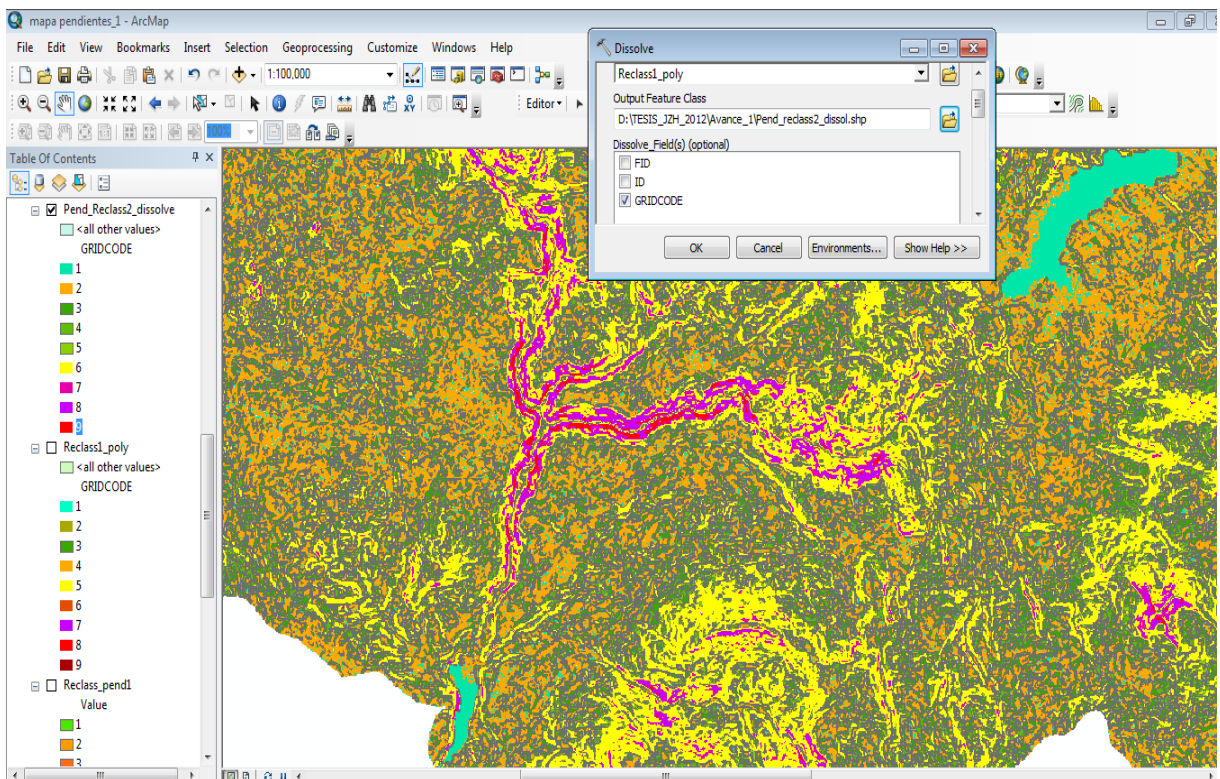 mapa pendientes_1 - ArcMap
File Edit View Bookmarks Insert Selection Geoprocessing Customize Windows Help
1:100,000
Editor
100%
Table Of Contents
Pend_Reclass2_dissolve
<all other values>
GRIDCODE
1
2
3
4
5
6
7
8
9
Reclass1_poly
<all other values>
GRIDCODE
1
2
3
4
5
6
7
8
9
Reclass_pend1
Value
1
2
3
Dissolve
Reclass1_poly
Output Feature Class
D:\TESIS_JZH_2012\Avance_1\Pend_reclass2_dissol.shp
Dissolve_Field(s) (optional)
FID
ID
GRIDCODE
OK Cancel Environments... Show Help >>